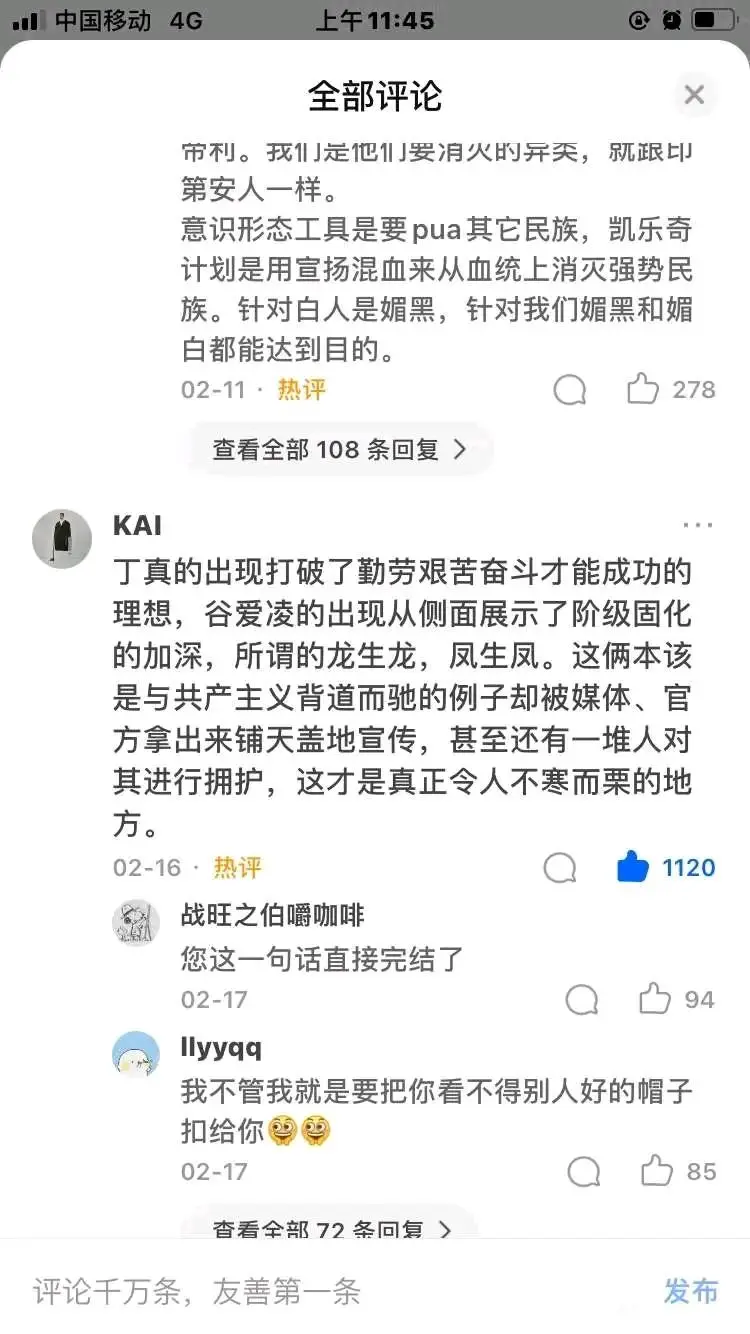 中国移动 4G 上午11:45
全部评论
帝利。我们是他们要消灭的异类，就跟印
第安人一样。
意识形态工具是要pua其它民族，凯乐奇
计划是用宣扬混血来从血统上消灭强势民
族。针对白人是媚黑，针对我们媚黑和媚
白都能达到目的。
02-11 · 热评 278
查看全部 108 条回复
KAI
丁真的出现打破了勤劳艰苦奋斗才能成功的
理想，谷爱凌的出现从侧面展示了阶级固化
的加深，所谓的龙生龙，凤生凤。这俩本该
是与共产主义背道而驰的例子却被媒体、官
方拿出来铺天盖地宣传，甚至还有一堆人对
其进行拥护，这才是真正令人不寒而栗的地
方。
02-16 · 热评 1120
战旺之伯嚼咖啡
您这一句话直接完结了
02-17 94
llyyqq
我不管我就是要把你看不得别人好的帽子
扣给你
02-17 85
查看全部 72 条回复
评论千万条，友善第一条 发布